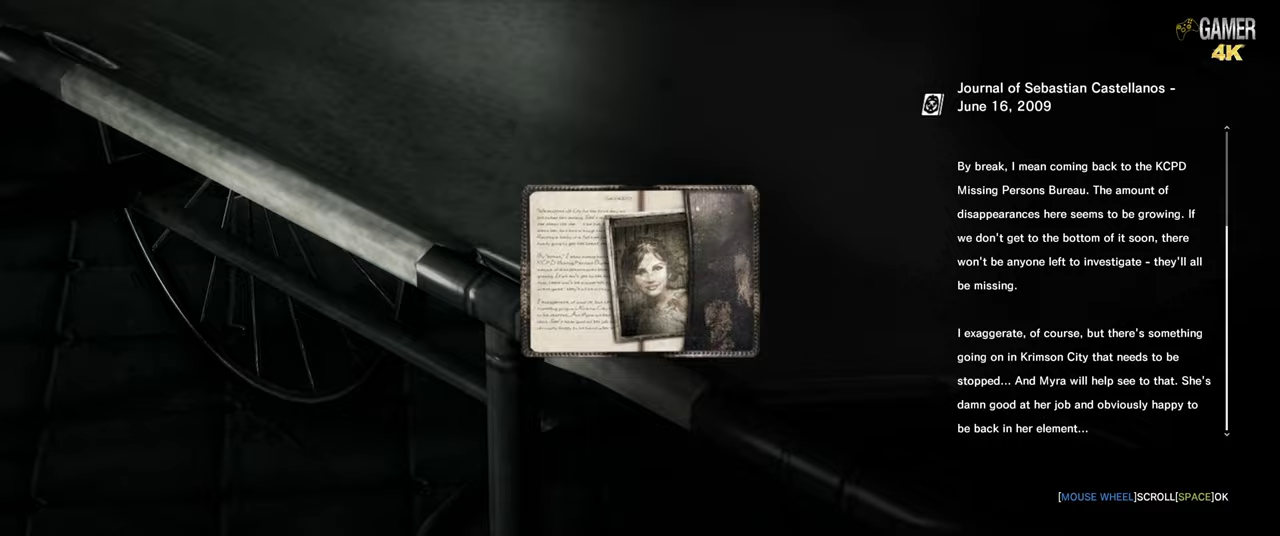 GAMER
4K
Journal of Sebastian Castellanos -
June 16, 2009
By break, I mean coming back to the KCPD
Missing Persons Bureau. The amount of
disappearances here seems to be growing. If
we don't get to the bottom of it soon, there
won't be anyone left to investigate - they'll all
be missing.
I exaggerate, of course, but there's something
going on in Krimson City that needs to be
stopped... And Myra will help see to that. She's
damn good at her job and obviously happy to
be back in her element...
[MOUSE WHEEL]SCROLL[SPACE]OK